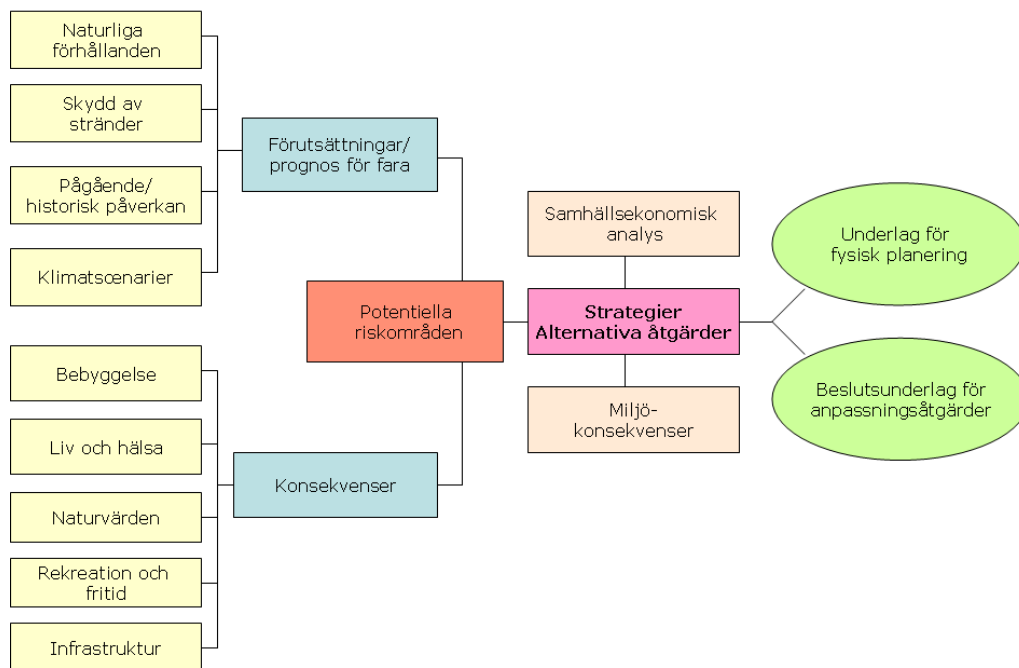 Naturliga
förhållanden
Skydd av
stränder
Pågående/
historisk påverkan
Klimatscenarier
Förutsättningar/
prognos för fara
Bebyggelse
Liv och hälsa
Naturvärden
Rekreation och
fritid
Infrastruktur
Konsekvenser
Potentiella
riskområden
Samhällsekonomisk
analys
Strategier
Alternativa åtgärder
Miljö-
konsekvenser
Underlag för
fysisk planering
Beslutsunderlag för
anpassningsåtgärder